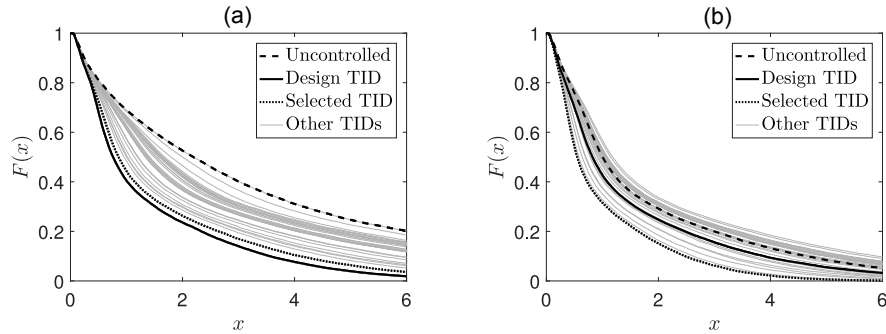 (a)
1
0.8
0.6
0.4
0.2
0
F(x)
0
2
4
6
x
Uncontrolled
Design TID
Selected TID
Other TIDs
(b)
1
0.8
0.6
0.4
0.2
0
F(x)
0
2
4
6
x
Uncontrolled
Design TID
Selected TID
Other TIDs